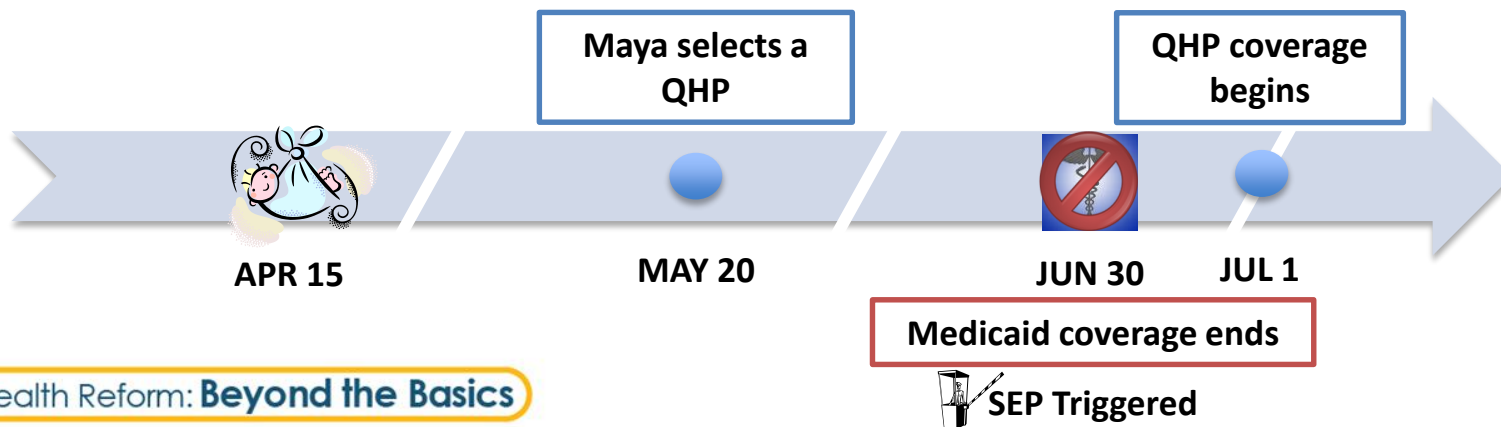 Maya selects a
QHP
QHP coverage
begins
APR 15
MAY 20
JUN 30
JUL 1
Medicaid coverage ends
SEP Triggered
ealth Reform: Beyond the Basics